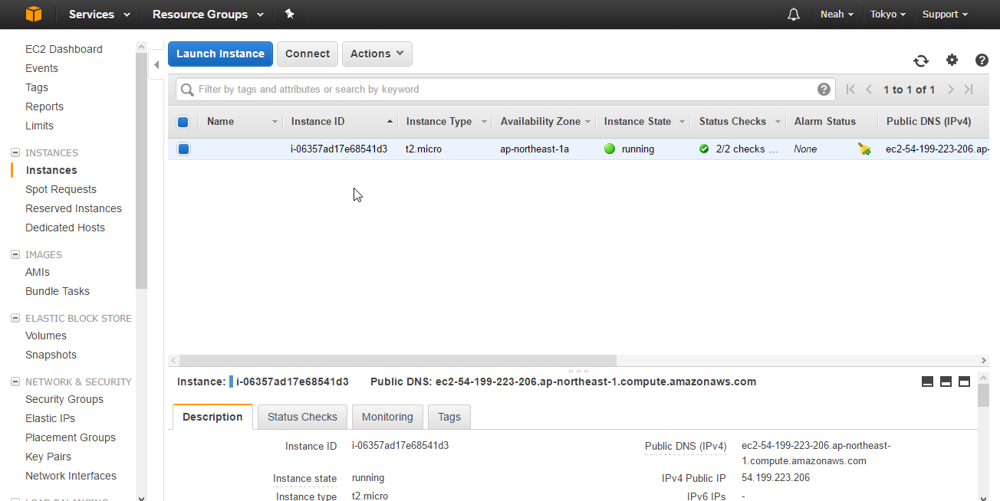 Services Resource Groups Neah Tokyo Support
EC2 Dashboard
Events
Tags
Reports
Limits
INSTANCES
Instances
Spot Requests
Reserved Instances
Dedicated Hosts
IMAGES
AMIs
Bundle Tasks
ELASTIC BLOCK STORE
Volumes
Snapshots
NETWORK & SECURITY
Security Groups
Elastic IPs
Placement Groups
Key Pairs
Network Interfaces
LOAD BALANCING
Launch Instance Connect Actions
Filter by tags and attributes or search by keyword 1 to 1 of 1
Name Instance ID Instance Type Availability Zone Instance State Status Checks Alarm Status Public DNS (IPv4)
i-06357ad17e68541d3 t2.micro ap-northeast-1a running 2/2 checks ... None ec2-54-199-223-206.ap-
Instance: i-06357ad17e68541d3 Public DNS: ec2-54-199-223-206.ap-northeast-1.compute.amazonaws.com
Description Status Checks Monitoring Tags
Instance ID i-06357ad17e68541d3 Public DNS (IPv4) ec2-54-199-223-206.ap-northeast-
1.compute.amazonaws.com
Instance state running IPv4 Public IP 54.199.223.206
Instance type t2.micro IPv6 IPs -